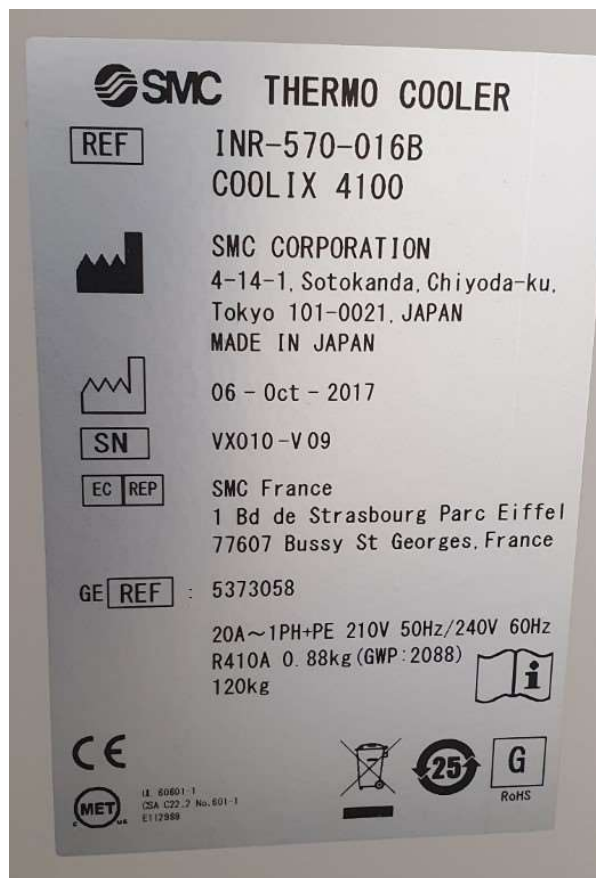 SMC THERMO COOLER
REF INR-570-016B
COOLIX 4100
SMC CORPORATION
4-14-1, Sotokanda, Chiyoda-ku,
Tokyo 101-0021, JAPAN
MADE IN JAPAN
06-Oct-2017
SN VX010-V09
EC REP SMC France
1 Bd de Strasbourg Parc Eiffel
77607 Bussy St Georges, France
GE REF : 5373058
20A～1PH+PE 210V 50Hz/240V 60Hz
R410A 0.88kg(GWP:2088)
120kg
i
CE
25
G
RoHS
c MET us
UL 60601-1
CSA C22.2 No.601-1
E112989